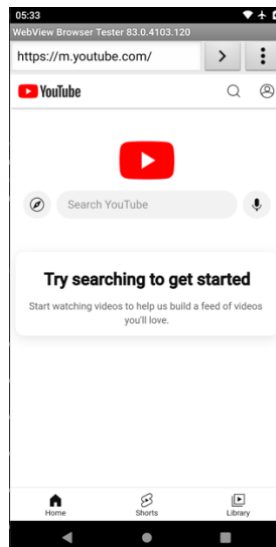 05:33
WebView Browser Tester 83.0.4103.120
https://m.youtube.com/
YouTube
Search YouTube
Try searching to get started
Start watching videos to help us build a feed of videos
you'll love.
Home Shorts Library